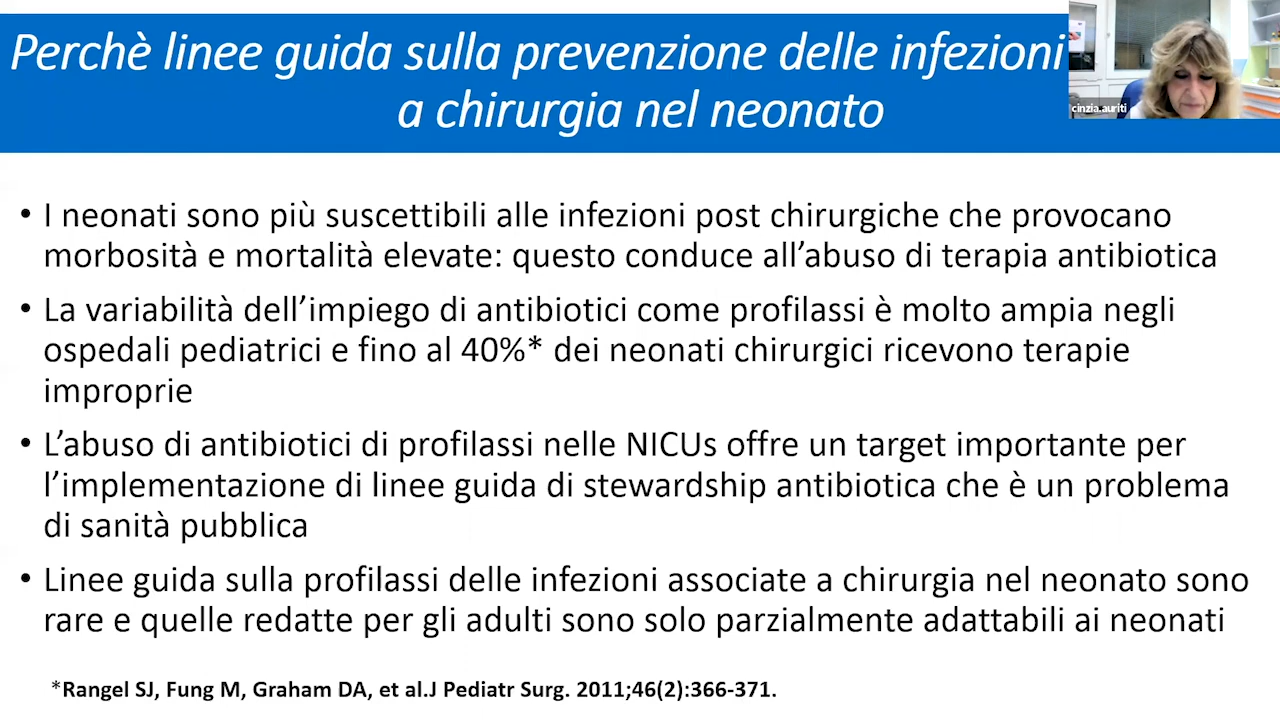 Perchè linee guida sulla prevenzione delle infezioni
a chirurgia nel neonato
cinzia.auriti
• I neonati sono più suscettibili alle infezioni post chirurgiche che provocano
morbosità e mortalità elevate: questo conduce all’abuso di terapia antibiotica
• La variabilità dell’impiego di antibiotici come profilassi è molto ampia negli
ospedali pediatrici e fino al 40%* dei neonati chirurgici ricevono terapie
improprie
• L’abuso di antibiotici di profilassi nelle NICUs offre un target importante per
l’implementazione di linee guida di stewardship antibiotica che è un problema
di sanità pubblica
• Linee guida sulla profilassi delle infezioni associate a chirurgia nel neonato sono
rare e quelle redatte per gli adulti sono solo parzialmente adattabili ai neonati
*Rangel SJ, Fung M, Graham DA, et al.J Pediatr Surg. 2011;46(2):366-371.